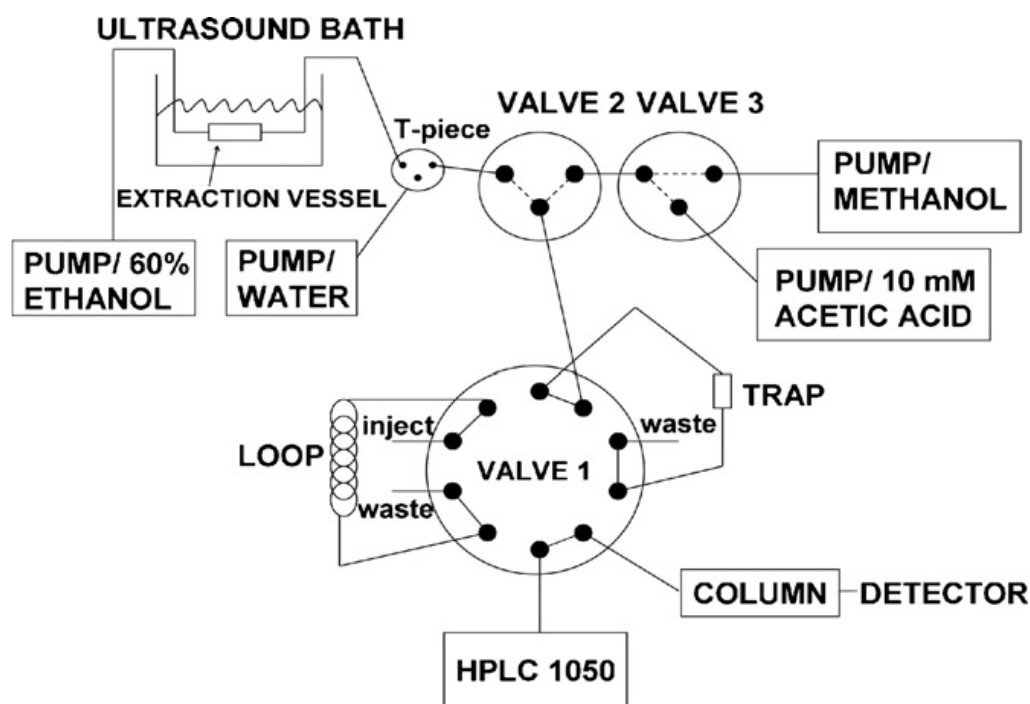 ULTRASOUND BATH
VALVE 2 VALVE 3
T-piece
EXTRACTION VESSEL
PUMP/
METHANOL
PUMP/ 60%
ETHANOL
PUMP/
WATER
PUMP/ 10 mM
ACETIC ACID
TRAP
inject
waste
LOOP
VALVE 1
waste
COLUMN
DETECTOR
HPLC 1050